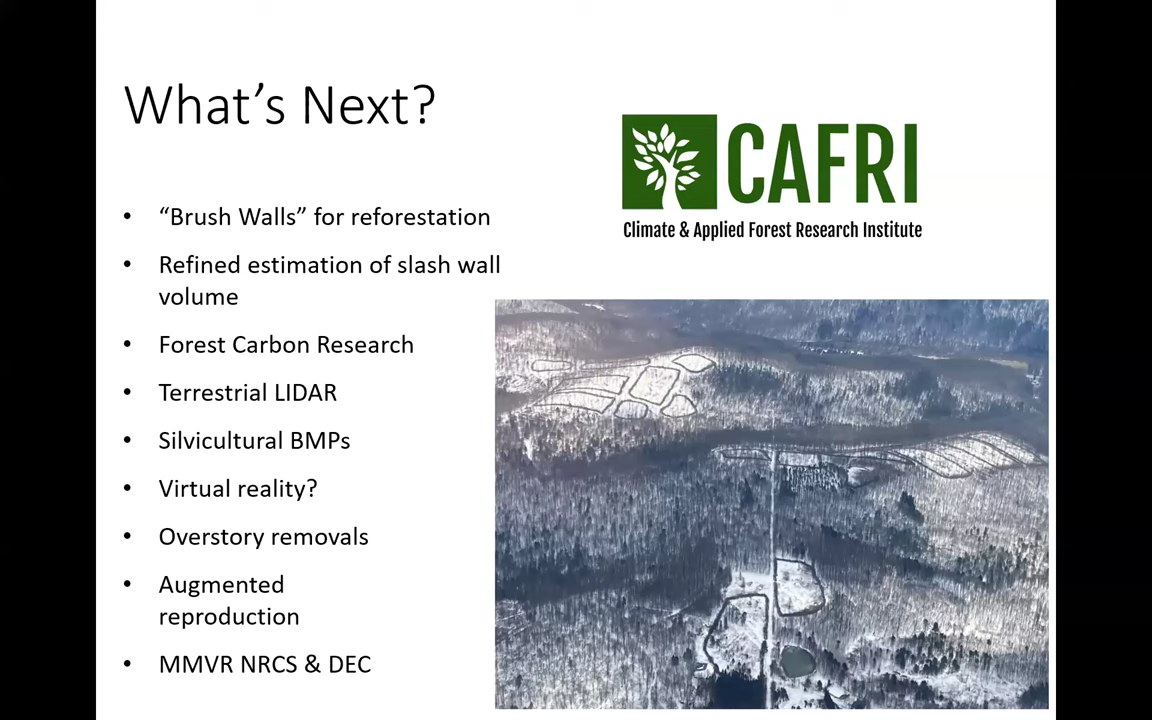 What’s Next?
CAFRI
Climate & Applied Forest Research Institute
• “Brush Walls” for reforestation
• Refined estimation of slash wall
volume
• Forest Carbon Research
• Terrestrial LIDAR
• Silvicultural BMPs
• Virtual reality?
• Overstory removals
• Augmented
reproduction
• MMVR NRCS & DEC